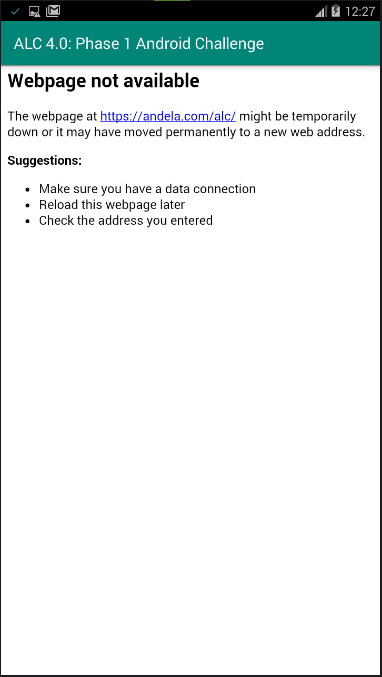 12:27
ALC 4.0: Phase 1 Android Challenge
Webpage not available
The webpage at https://andela.com/alc/ might be temporarily
down or it may have moved permanently to a new web address.
Suggestions:
• Make sure you have a data connection
• Reload this webpage later
• Check the address you entered